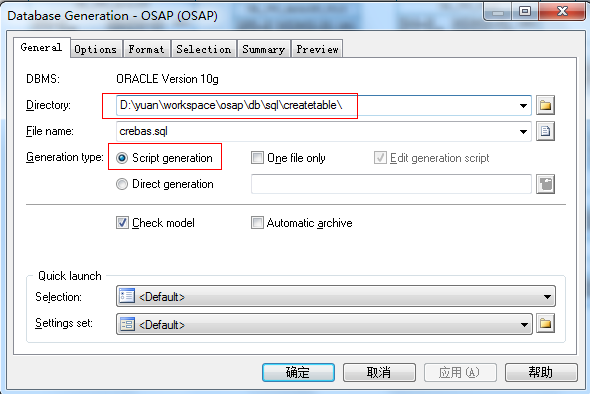 Database Generation - OSAP (OSAP)
General Options Format Selection Summary Preview
DBMS: ORACLE Version 10g
Directory: D:\yuan\workspace\osap\db\sql\createtable\
File name: crebas.sql
Generation type: Script generation One file only Edit generation script
Direct generation
Check model Automatic archive
Quick launch
Selection: <Default>
Settings set: <Default>
确定 取消 应用(A) 帮助